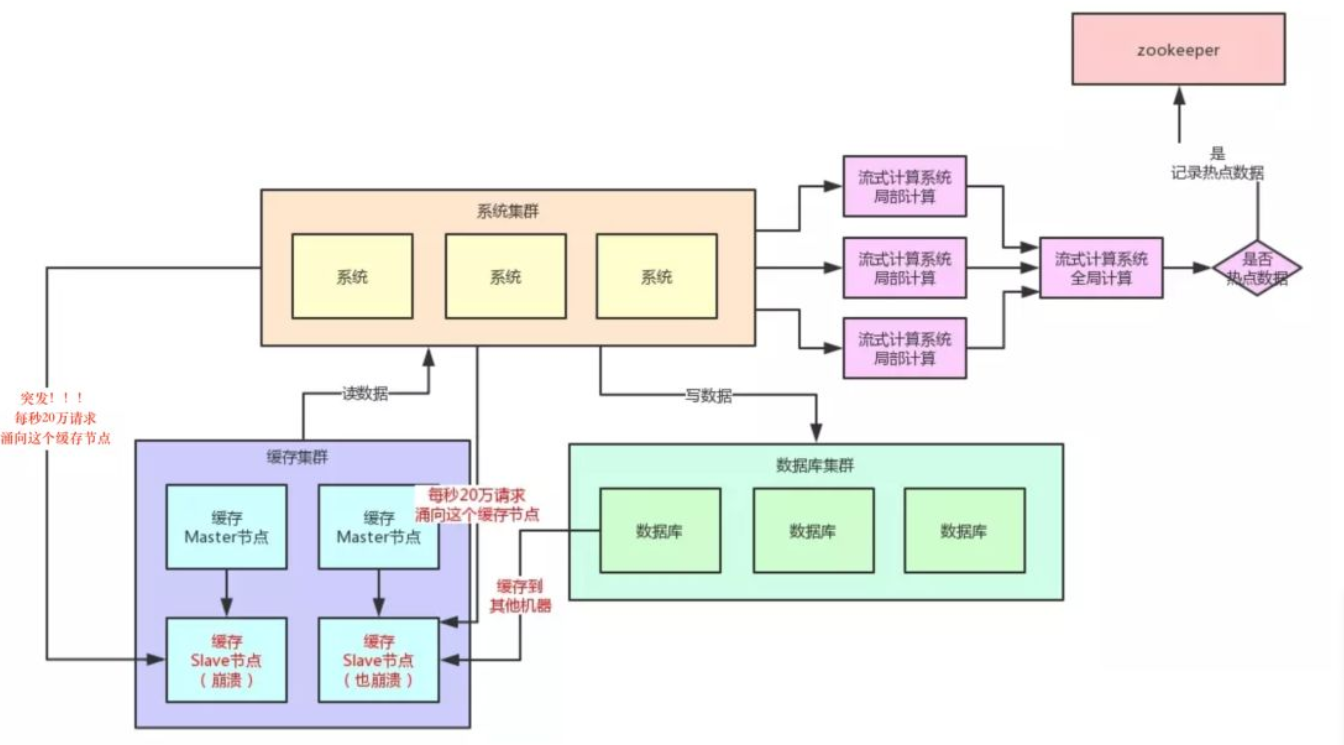 zookeeper
是
记录热点数据
流式计算系统
局部计算
系统集群
系统
系统
系统
流式计算系统
局部计算
流式计算系统
全局计算
是否
热点数据
流式计算系统
局部计算
突发！！！
每秒20万请求
涌向这个缓存节点
读数据
写数据
缓存集群
缓存
Master节点
缓存
Master节点
每秒20万请求
涌向这个缓存节点
数据库集群
数据库
数据库
数据库
缓存到
其他机器
缓存
Slave节点
（崩溃）
缓存
Slave节点
（也崩溃）